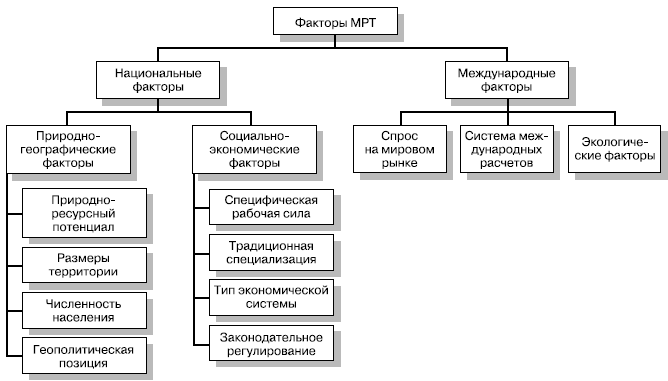 Факторы МРТ
Национальные
факторы
Международные
факторы
Природно-
географические
факторы
Социально-
экономические
факторы
Спрос
на мировом
рынке
Система меж-
дународных
расчетов
Экологиче-
ские факторы
Природно-
ресурсный
потенциал
Размеры
территории
Численность
населения
Геополитическая
позиция
Специфическая
рабочая сила
Традиционная
специализация
Тип экономической
системы
Законодательное
регулирование